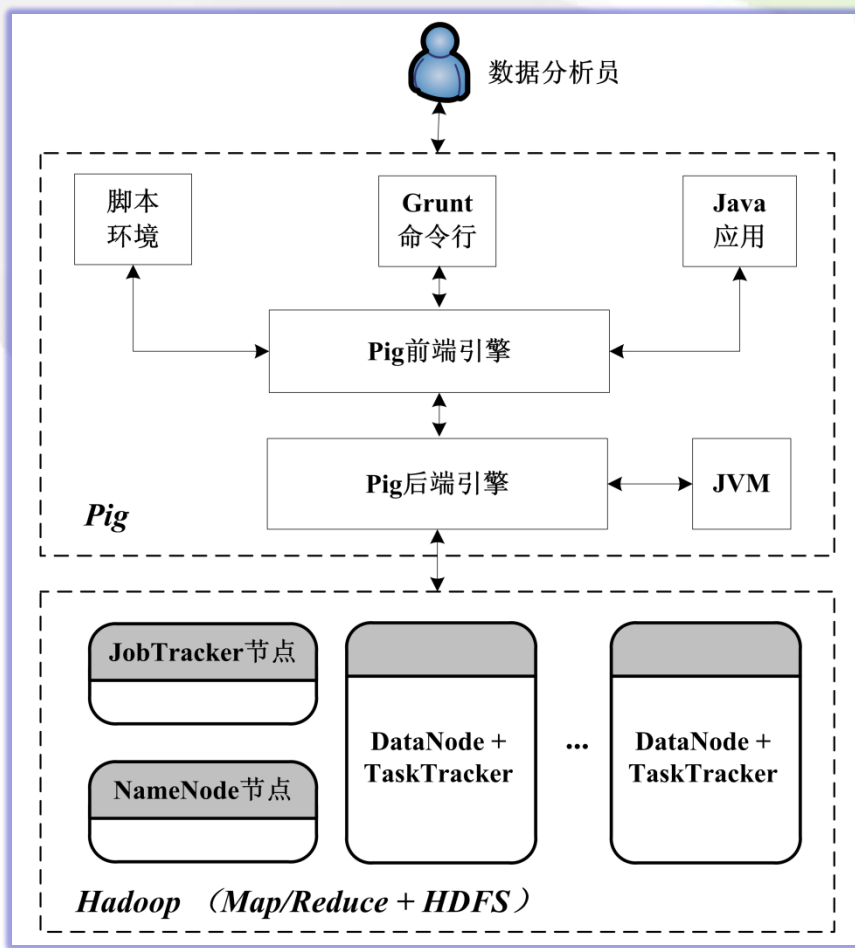 数据分析员
脚本
环境
Grunt
命令行
Java
应用
Pig前端引擎
Pig后端引擎
JVM
Pig
JobTracker节点
NameNode节点
DataNode +
TaskTracker
...
DataNode +
TaskTracker
Hadoop （Map/Reduce + HDFS）